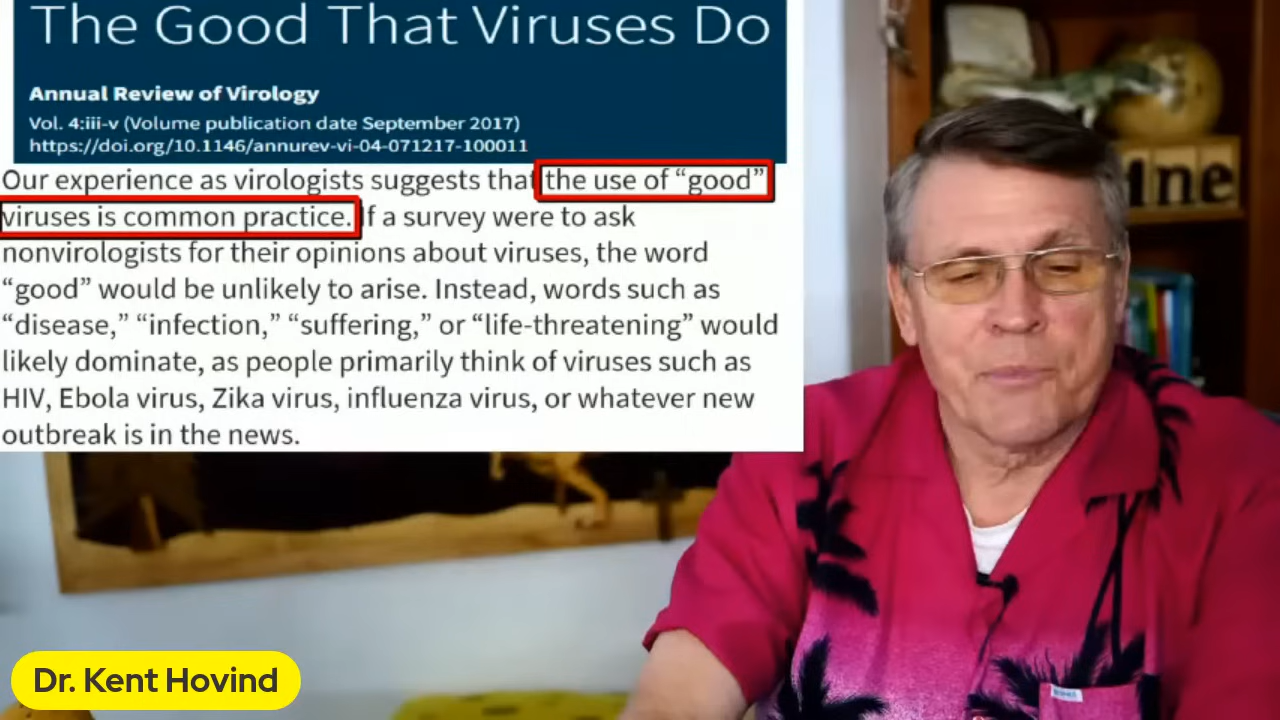 The Good That Viruses Do
Annual Review of Virology
Vol. 4:iii-v (Volume publication date September 2017)
https://doi.org/10.1146/annurev-vi-04-071217-100011
Our experience as virologists suggests that the use of “good”
viruses is common practice. If a survey were to ask
nonvirologists for their opinions about viruses, the word
“good” would be unlikely to arise. Instead, words such as
“disease,” “infection,” “suffering,” or “life-threatening” would
likely dominate, as people primarily think of viruses such as
HIV, Ebola virus, Zika virus, influenza virus, or whatever new
outbreak is in the news.
Dr. Kent Hovind